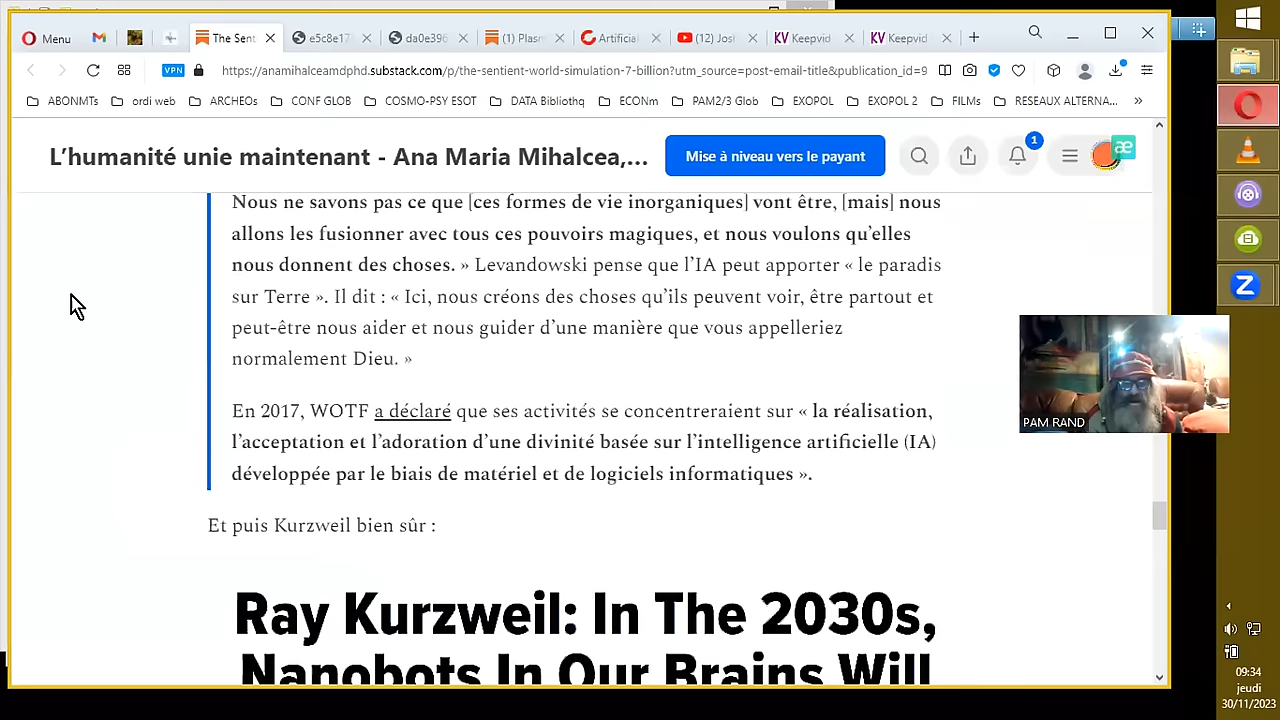 Menu
The Sent
e5c8e17
da0e396
(1) Plasm
Artificial
(12) Josh
Keepvid
Keepvid
VPN
https://anamihalceamdphd.substack.com/p/the-sentient-world-simulation-7-billion?utm_source=post-email-title&publication_id=9
ABONMTs
ordi web
ARCHEOs
CONF GLOB
COSMO-PSY ESOT
DATA Bibliothq
ECONm
PAM2/3 Glob
EXOPOL
EXOPOL 2
FILMs
RESEAUX ALTERNA...
L’humanité unie maintenant - Ana Maria Mihalcea,...
Mise à niveau vers le payant
1
æ
Nous ne savons pas ce que [ces formes de vie inorganiques] vont être, [mais] nous
allons les fusionner avec tous ces pouvoirs magiques, et nous voulons qu’elles
nous donnent des choses. » Levandowski pense que l’IA peut apporter « le paradis
sur Terre ». Il dit : « Ici, nous créons des choses qu’ils peuvent voir, être partout et
peut-être nous aider et nous guider d’une manière que vous appelleriez
normalement Dieu. »
En 2017, WOTF a déclaré que ses activités se concentreraient sur « la réalisation,
l’acceptation et l’adoration d’une divinité basée sur l’intelligence artificielle (IA)
développée par le biais de matériel et de logiciels informatiques ».
Et puis Kurzweil bien sûr :
Ray Kurzweil: In The 2030s,
Nanobots In Our Brains Will
PAM RAND
09:34
jeudi
30/11/2023